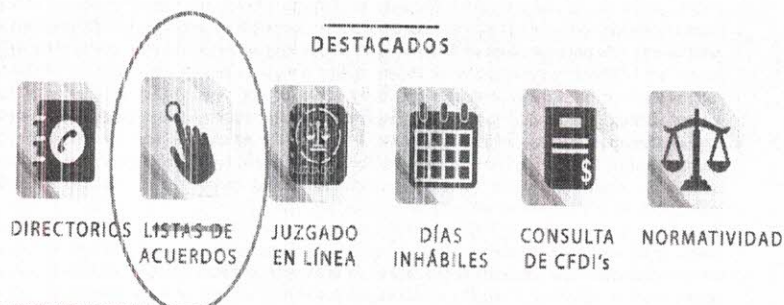 DESTACADOS
DIRECTORIOS
LISTAS DE
ACUERDOS
JUZGADO
EN LÍNEA
DÍAS
INHÁBILES
CONSULTA
DE CFDI's
$
NORMATIVIDAD